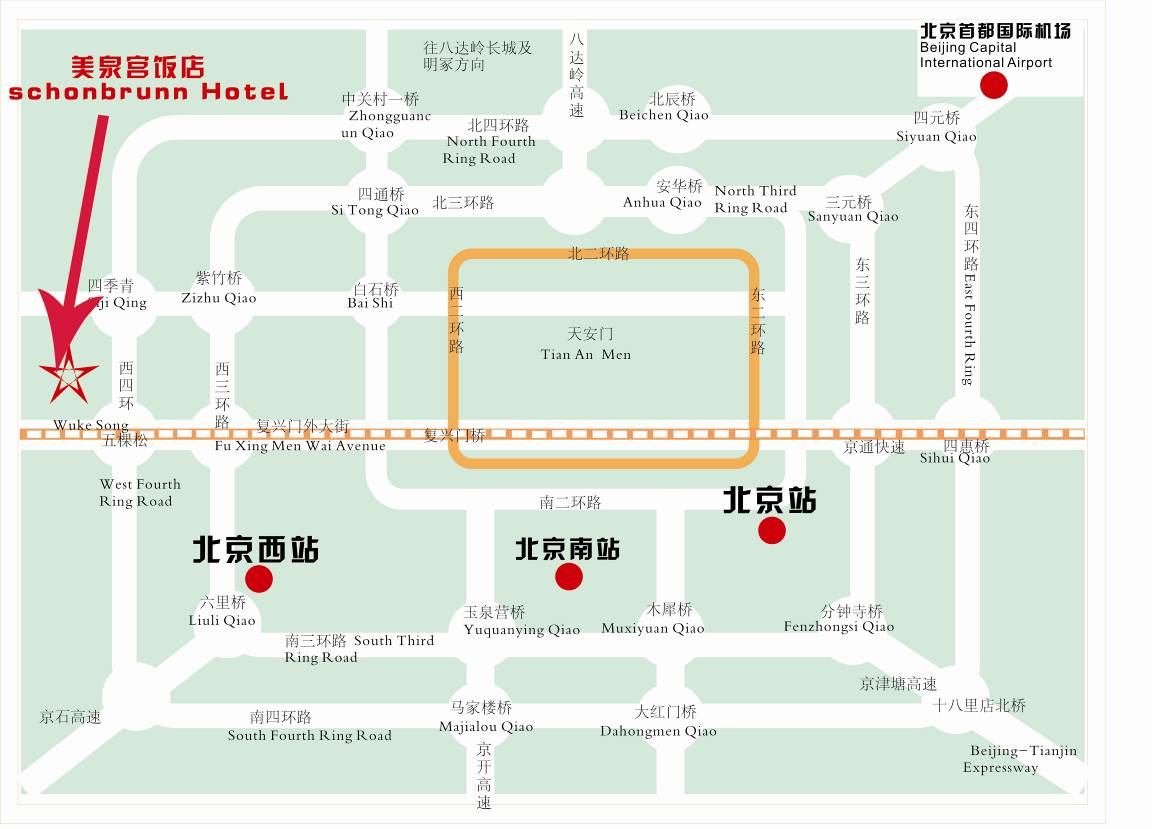 北京首都国际机场
Beijing Capital
International Airport
美泉宫饭店
schonbrunn Hotel
往八达岭长城及
明冢方向
八达岭高速
中关村一桥
Zhongguanc
un Qiao
北四环路
North Fourth
Ring Road
北辰桥
Beichen Qiao
四元桥
Siyuan Qiao
四通桥
Si Tong Qiao
北三环路
安华桥
Anhua Qiao
North Third
Ring Road
三元桥
Sanyuan Qiao
东四环路East Fourth Ring
北二环路
东三环路
四季青
Siji Qing
紫竹桥
Zizhu Qiao
白石桥
Bai Shi
西二环路
东二环路
天安门
Tian An Men
西四环
西三环路
Wuke Song
五棵松
复兴门外大街
Fu Xing Men Wai Avenue
复兴门桥
京通快速
四惠桥
Sihui Qiao
West Fourth
Ring Road
南二环路
北京站
北京西站
北京南站
六里桥
Liuli Qiao
南三环路 South Third
Ring Road
玉泉营桥
Yuquanying Qiao
木犀桥
Muxiyuan Qiao
分钟寺桥
Fenzhongsi Qiao
京津塘高速
十八里店北桥
京石高速
南四环路
South Fourth Ring Road
马家楼桥
Majialou Qiao
大红门桥
Dahongmen Qiao
京开高速
Beijing-Tianjin
Expressway